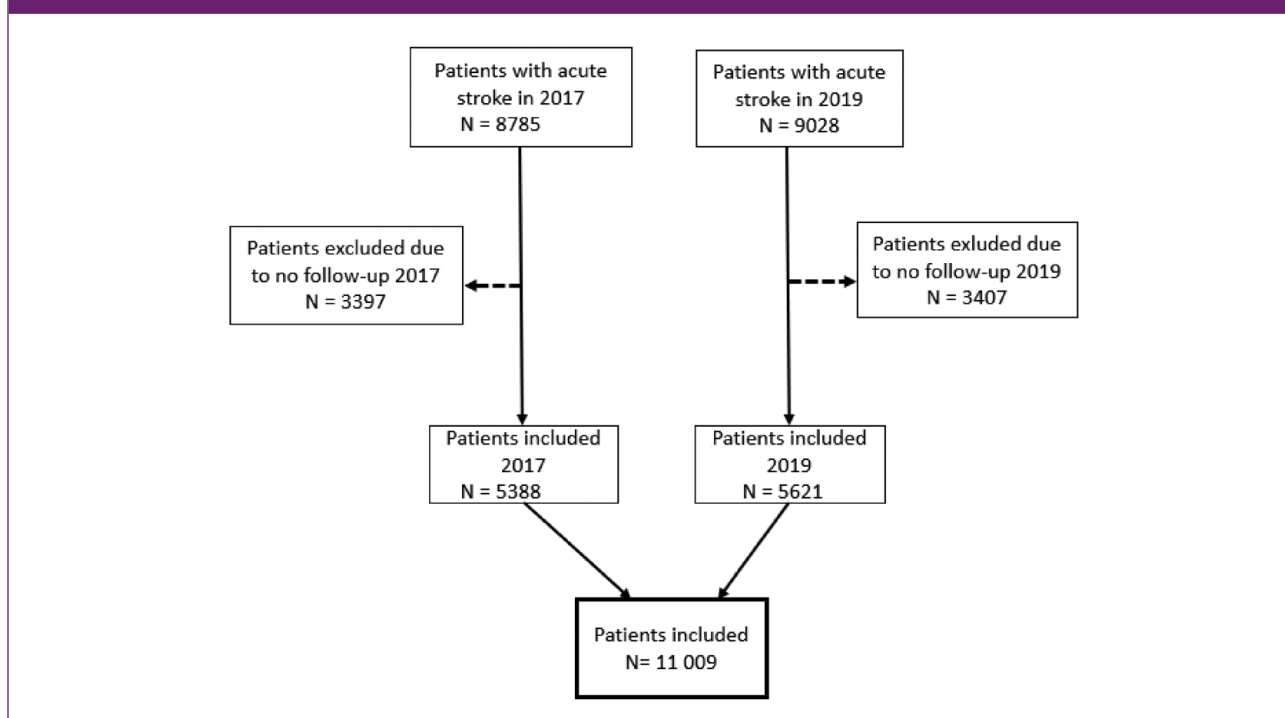 Patients with acute
stroke in 2017
N = 8785
Patients with acute
stroke in 2019
N = 9028
Patients excluded due
to no follow-up 2017
N = 3397
Patients exluded due
to no follow-up 2019
N = 3407
Patients included
2017
N = 5388
Patients included
2019
N = 5621
Patients included
N= 11 009